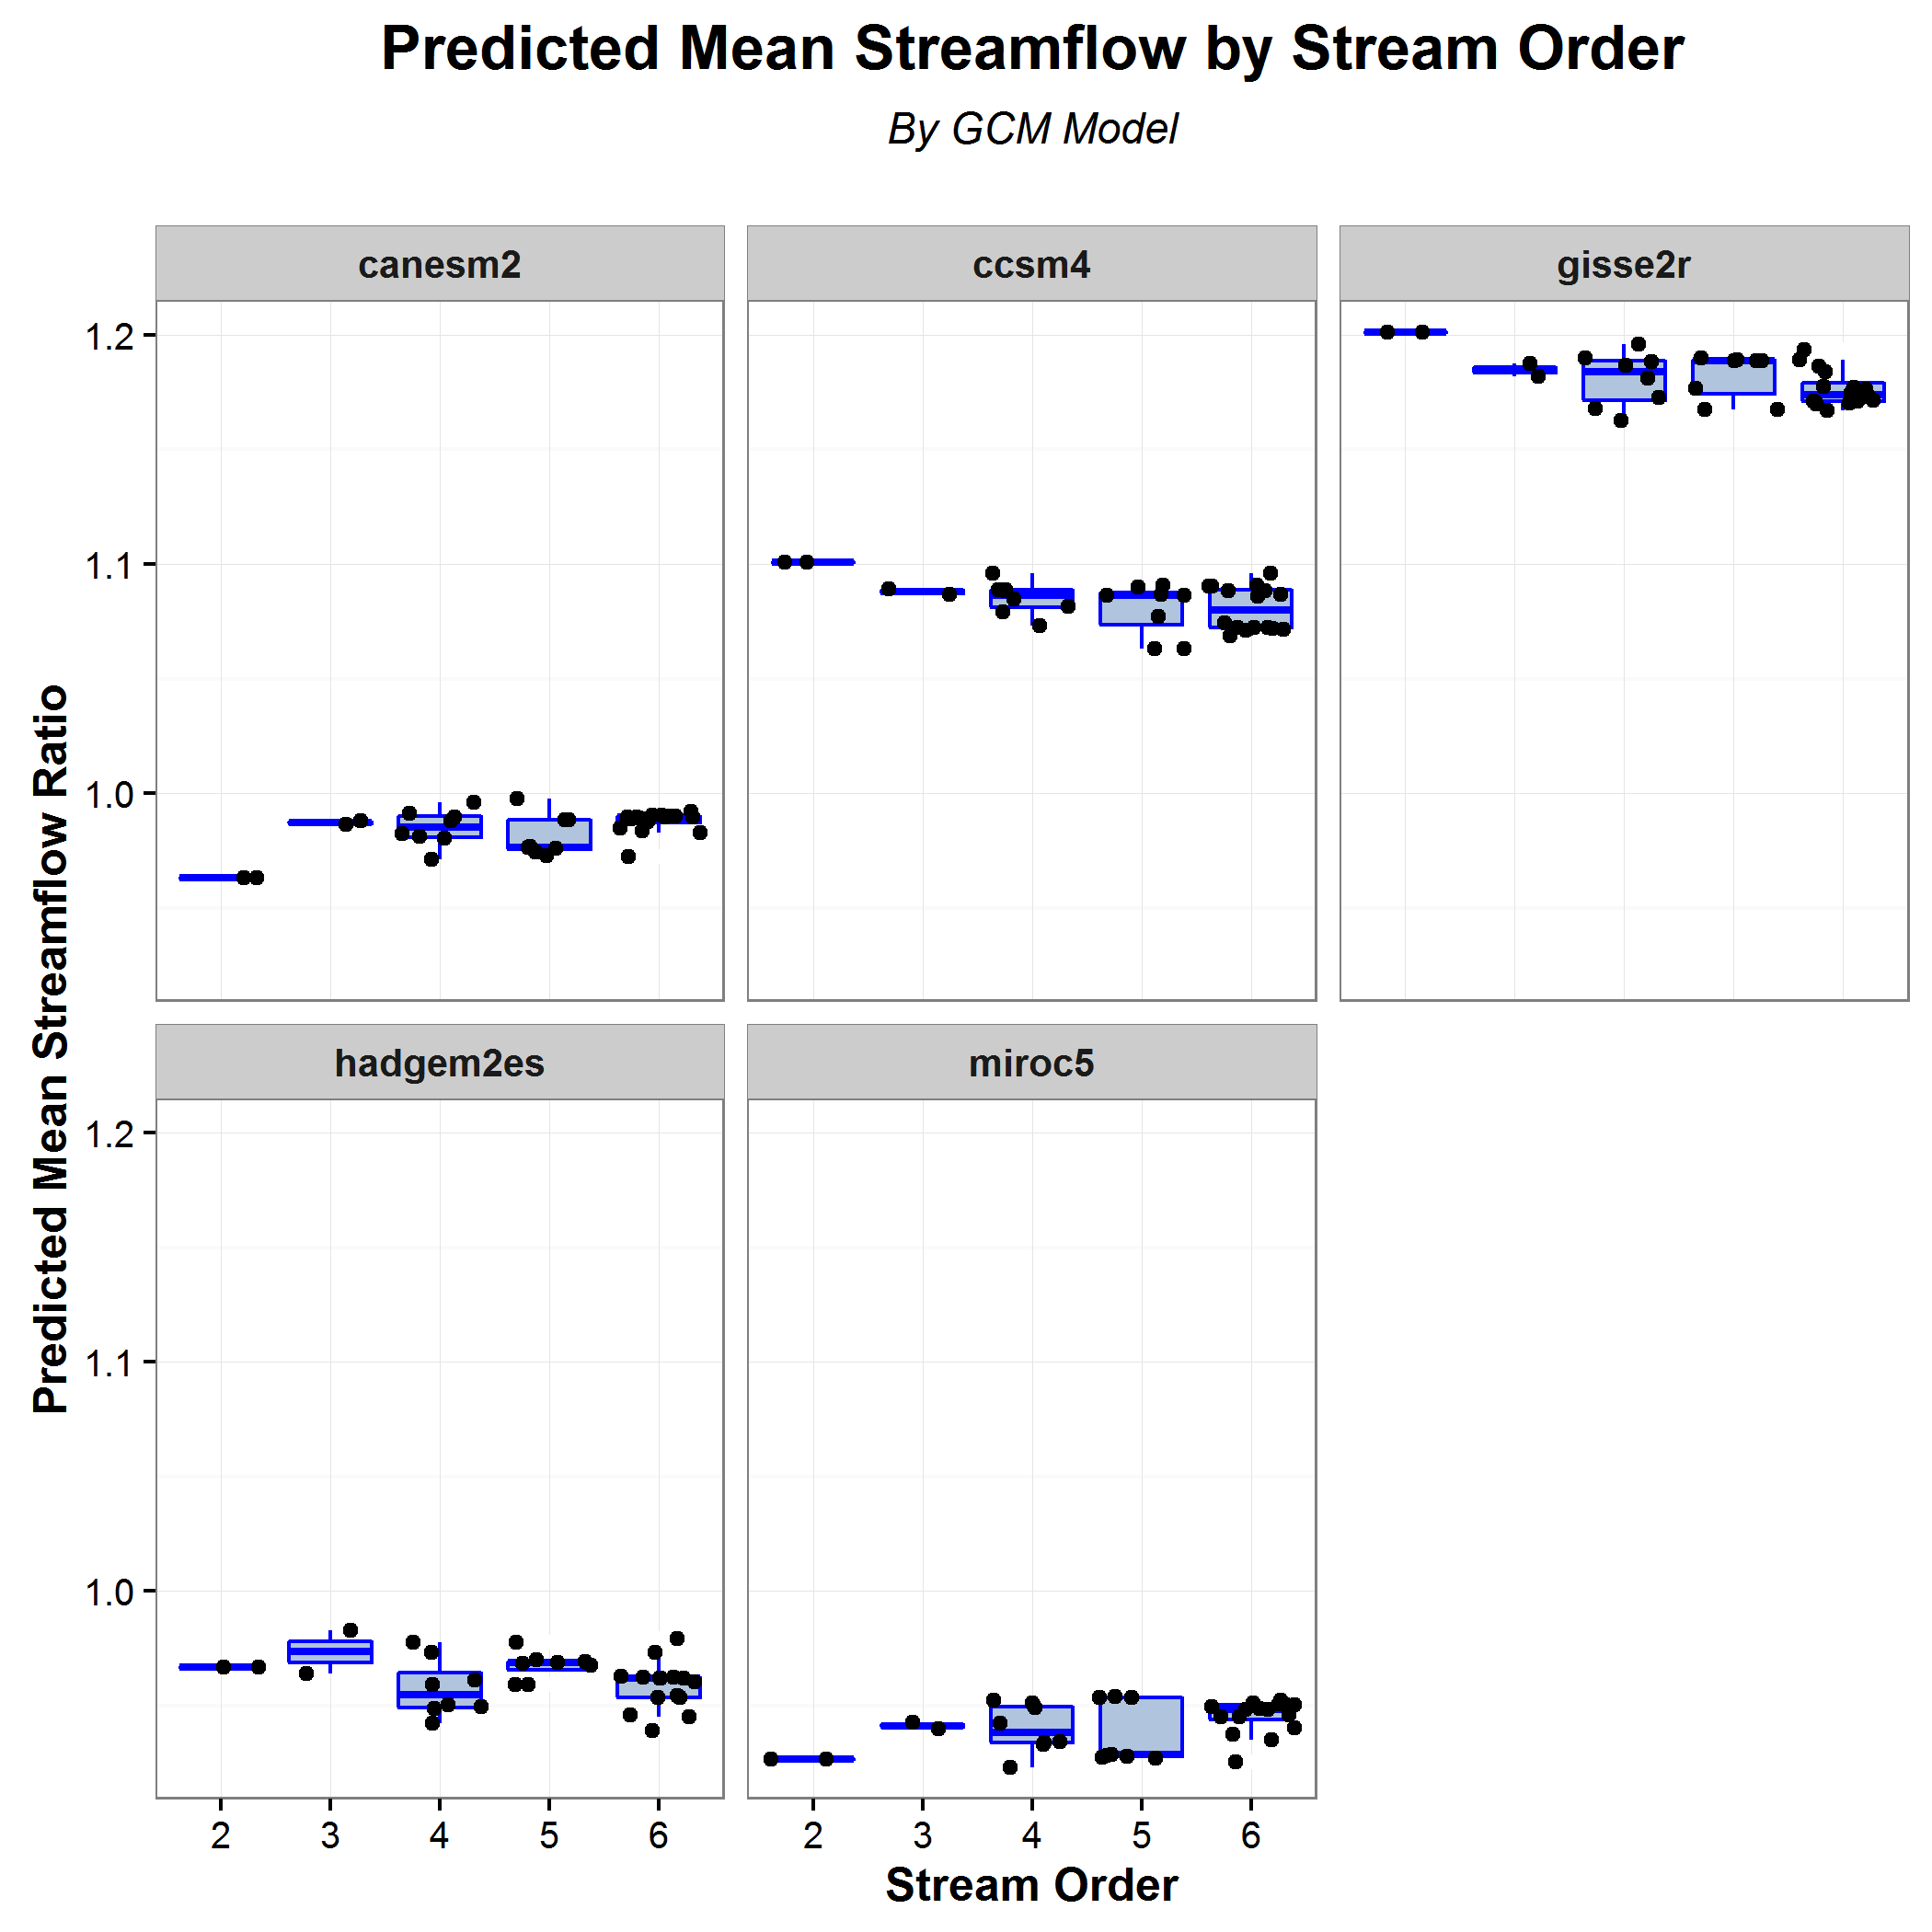 Predicted Mean Streamflow by Stream Order
By GCM Model
canesm2
ccsm4
gisse2r
1.2
1.1
1.0
Predicted Mean Streamflow Ratio
hadgem2es
miroc5
1.2
1.1
1.0
2 3 4 5 6
2 3 4 5 6
Stream Order